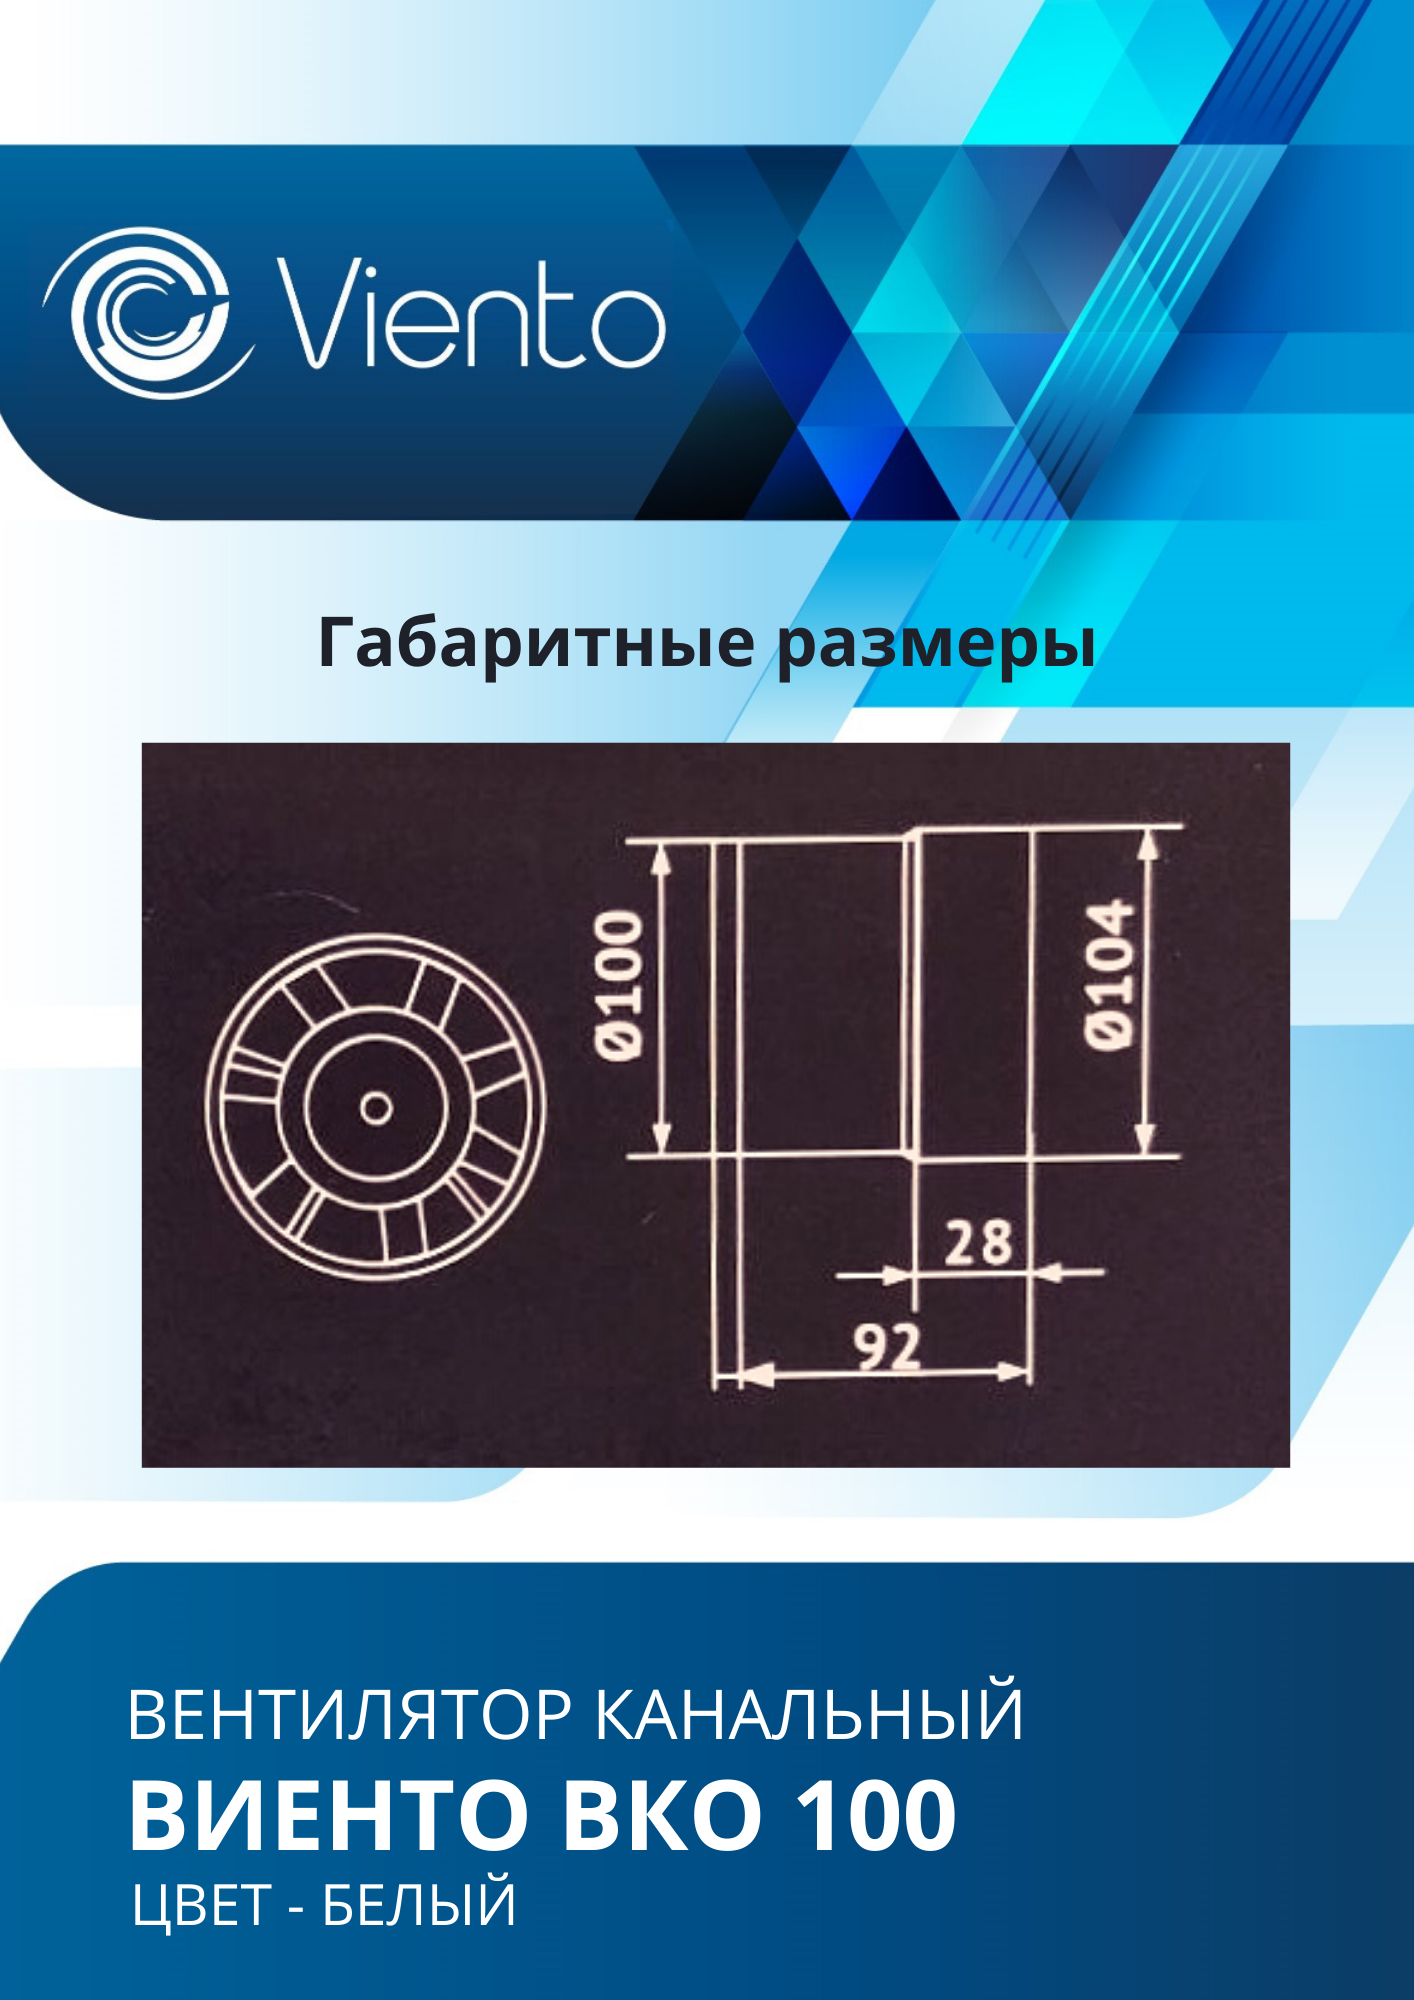 Viento
Габаритные размеры
Ø100
Ø104
28
92
ВЕНТИЛЯТОР КАНАЛЬНЫЙ
ВИЕНТО ВКО 100
ЦВЕТ - БЕЛЫЙ